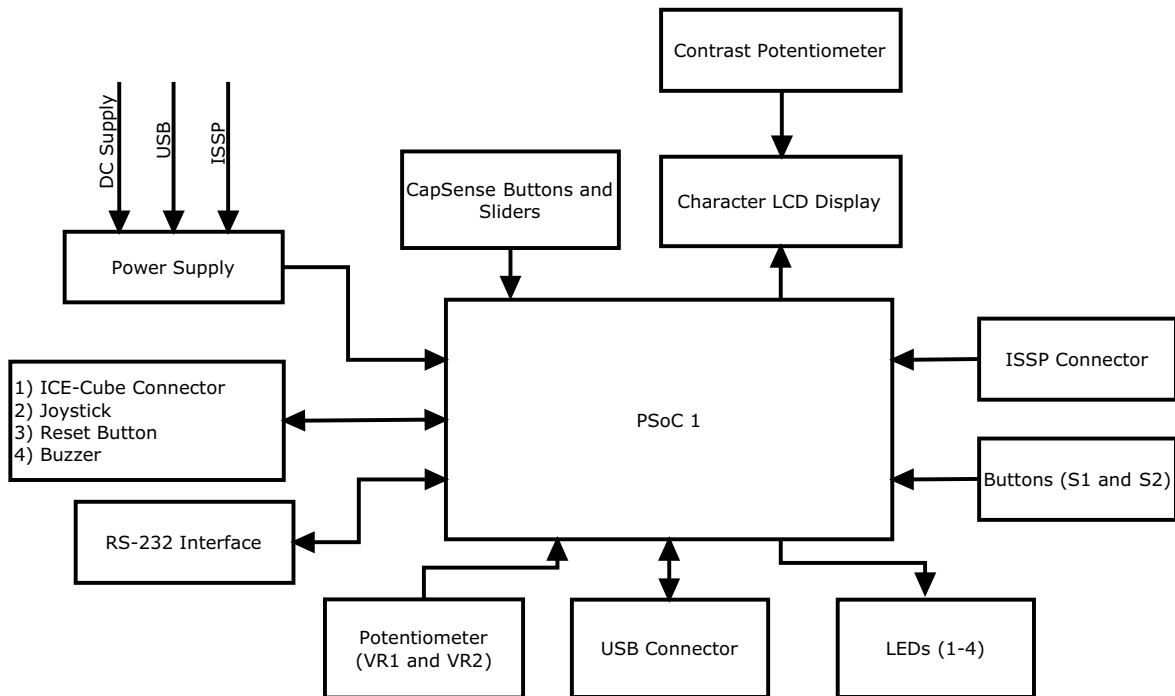 Contrast Potentiometer
DC Supply
USB
ISSP
CapSense Buttons and
Sliders
Character LCD Display
Power Supply
ISSP Connector
1) ICE-Cube Connector
2) Joystick
3) Reset Button
4) Buzzer
PSoC 1
Buttons (S1 and S2)
RS-232 Interface
Potentiometer
(VR1 and VR2)
USB Connector
LEDs (1-4)